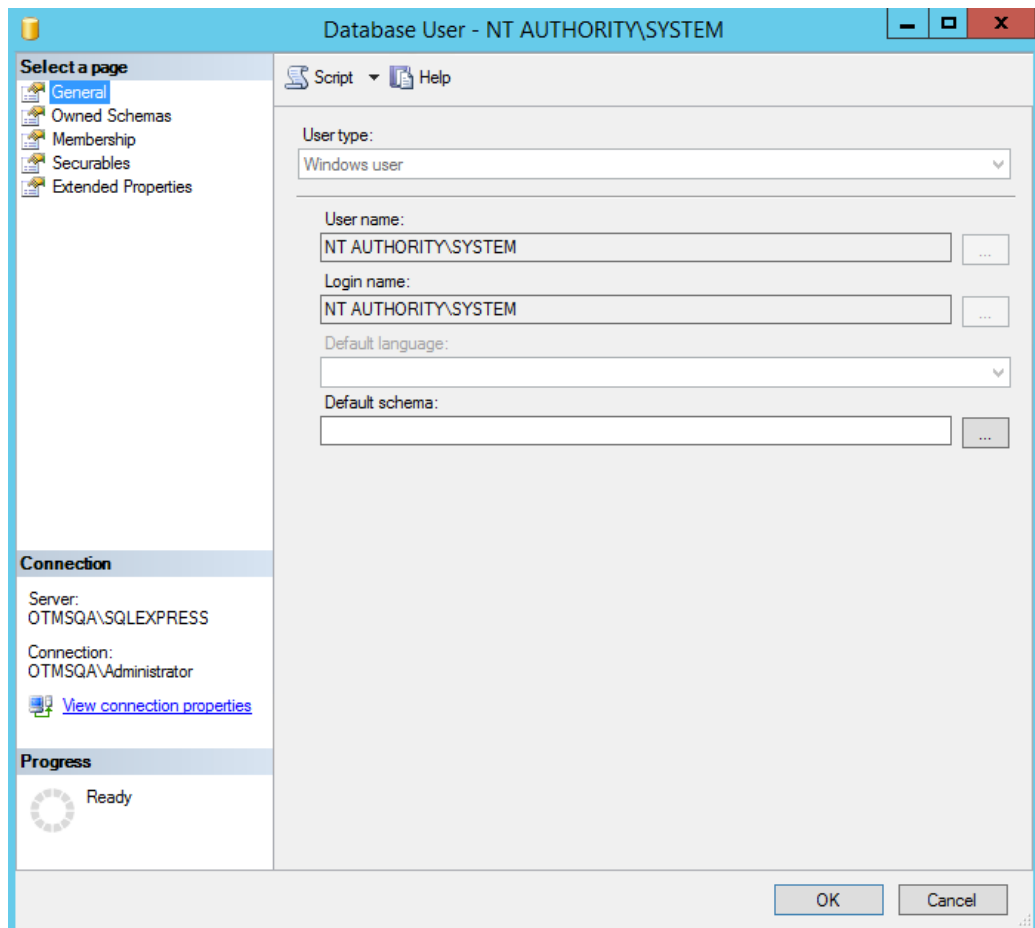 Database User - NT AUTHORITY\SYSTEM
Select a page
General
Owned Schemas
Membership
Securables
Extended Properties
Script
Help
User type:
Windows user
User name:
NT AUTHORITY\SYSTEM
...
Login name:
NT AUTHORITY\SYSTEM
...
Default language:
Default schema:
...
Connection
Server:
OTMSQA\SQLEXPRESS
Connection:
OTMSQA\Administrator
View connection properties
Progress
Ready
OK
Cancel